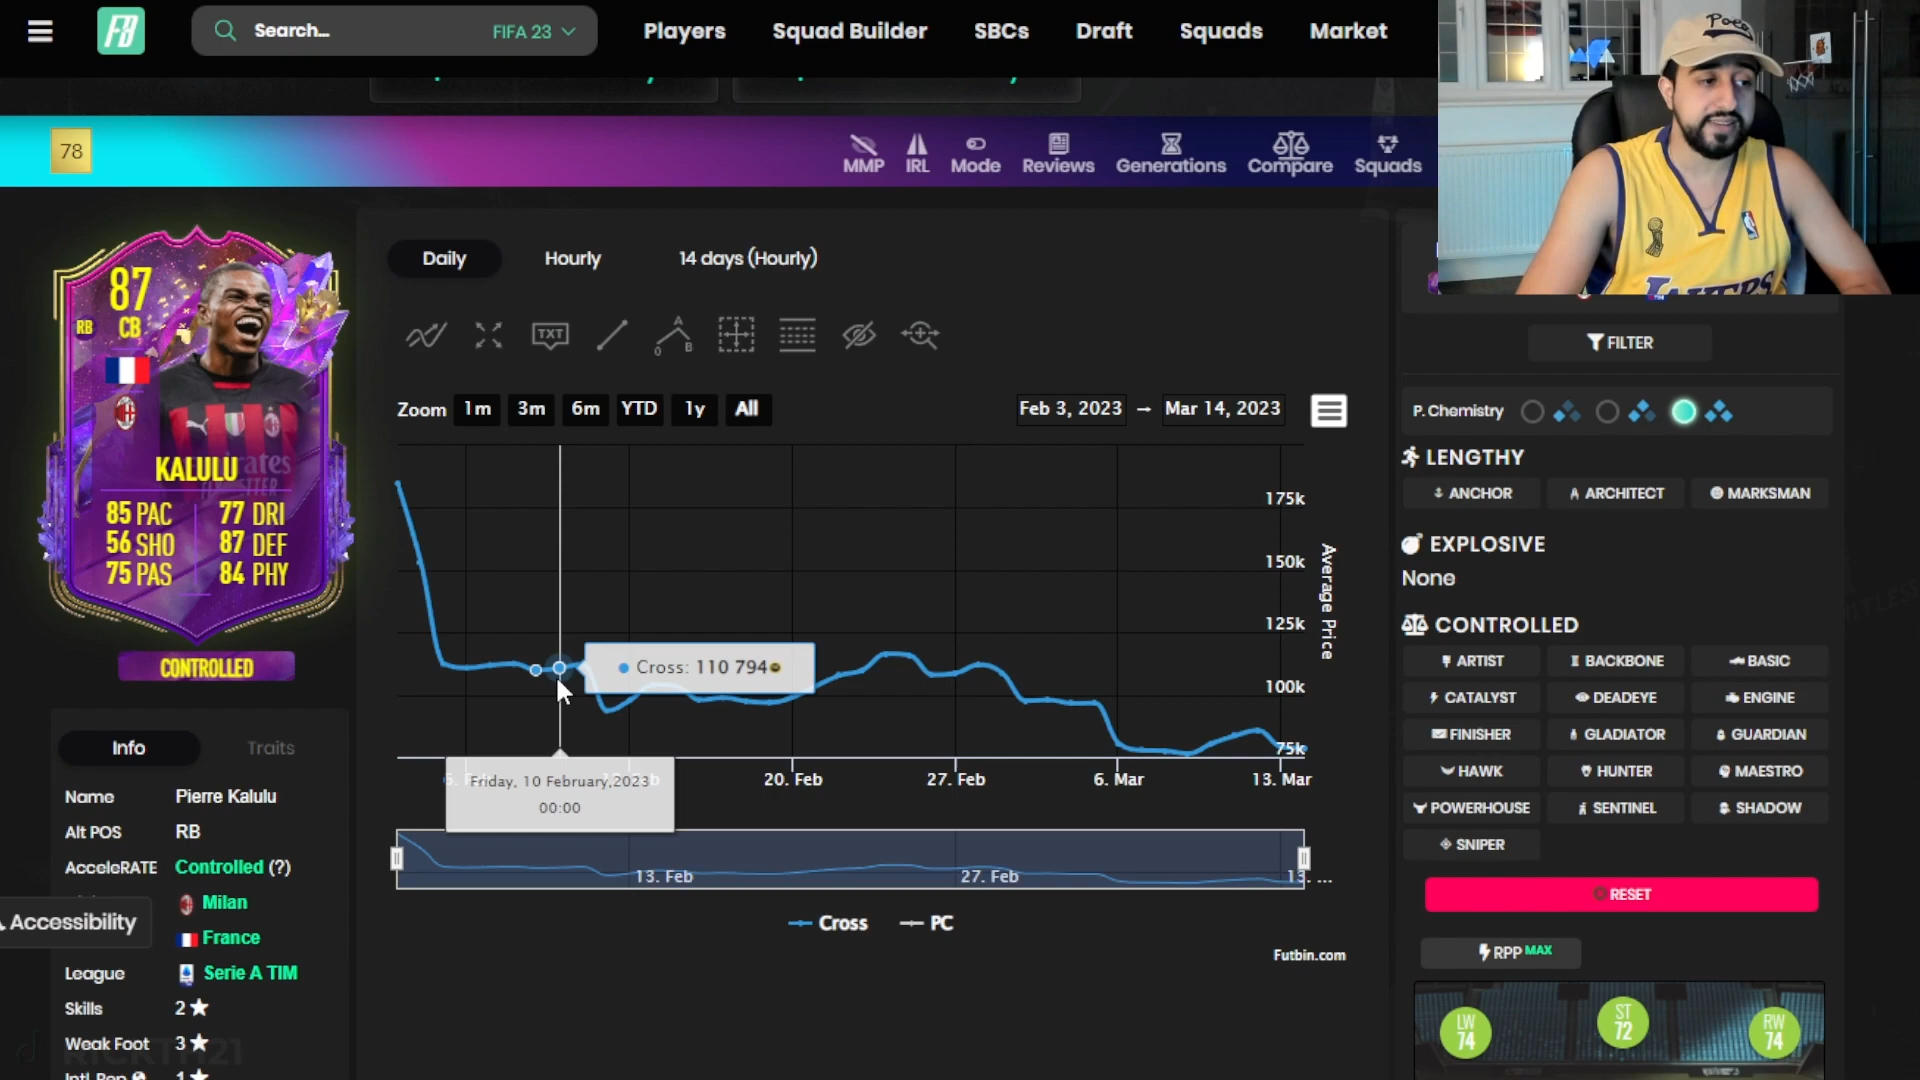 Search...
FIFA 23
Players
Squad Builder
SBCs
Draft
Squads
Market
78
MMP
IRL
Mode
Reviews
Generations
Compare
Squads
87
RB
CB
KALULU
85 PAC
77 DRI
56 SHO
87 DEF
75 PAS
84 PHY
CONTROLLED
Daily
Hourly
14 days (Hourly)
TXT
A
0
B
Zoom
1m
3m
6m
YTD
1y
All
Feb 3, 2023 → Mar 14, 2023
175k
150k
125k
100k
75k
Average Price
Cross: 110 794
Friday, 10 February,2023
00:00
20. Feb
27. Feb
6. Mar
13. Mar
13. Feb
27. Feb
13. ...
Cross
PC
Futbin.com
Info
Traits
Name Pierre Kalulu
Alt POS RB
AcceleRATE Controlled (?)
Milan
Accessibility
France
League Serie A TIM
Skills 2
Weak Foot 3
FILTER
P. Chemistry
LENGTHY
ANCHOR
ARCHITECT
MARKSMAN
EXPLOSIVE
None
CONTROLLED
ARTIST
BACKBONE
BASIC
CATALYST
DEADEYE
ENGINE
FINISHER
GLADIATOR
GUARDIAN
HAWK
HUNTER
MAESTRO
POWERHOUSE
SENTINEL
SHADOW
SNIPER
RESET
RPP MAX
LW
74
ST
72
RW
74
Polo
LAKERS